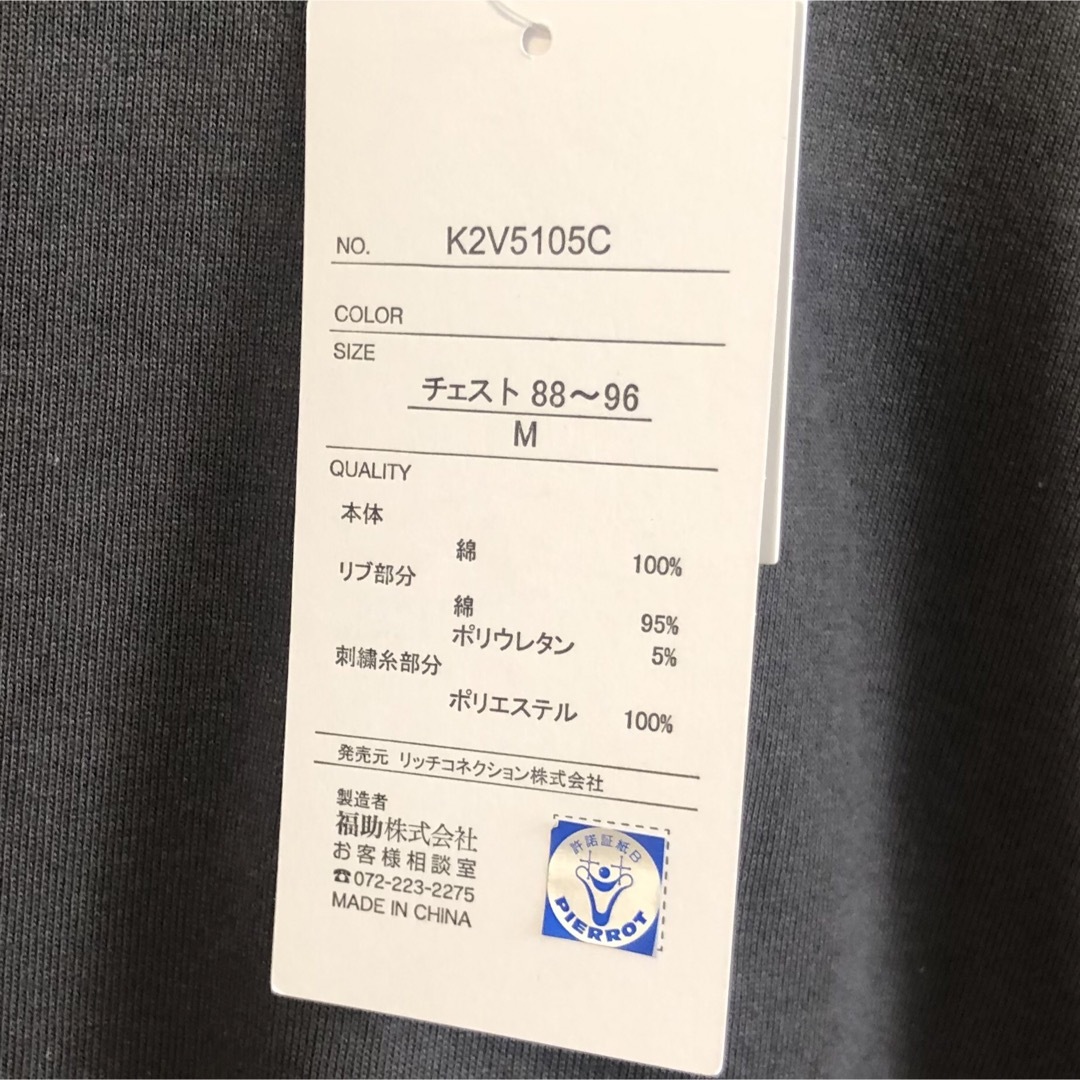 NO. K2V5105C
COLOR
SIZE
チェスト 88〜96
M
QUALITY
本体
綿 100%
リブ部分
綿 95%
ポリウレタン 5%
刺繍糸部分
ポリエステル 100%
発売元 リッチコネクション株式会社
製造者
福助株式会社
お客様相談室
☎072-223-2275
MADE IN CHINA
許諾証紙B
PIERROT